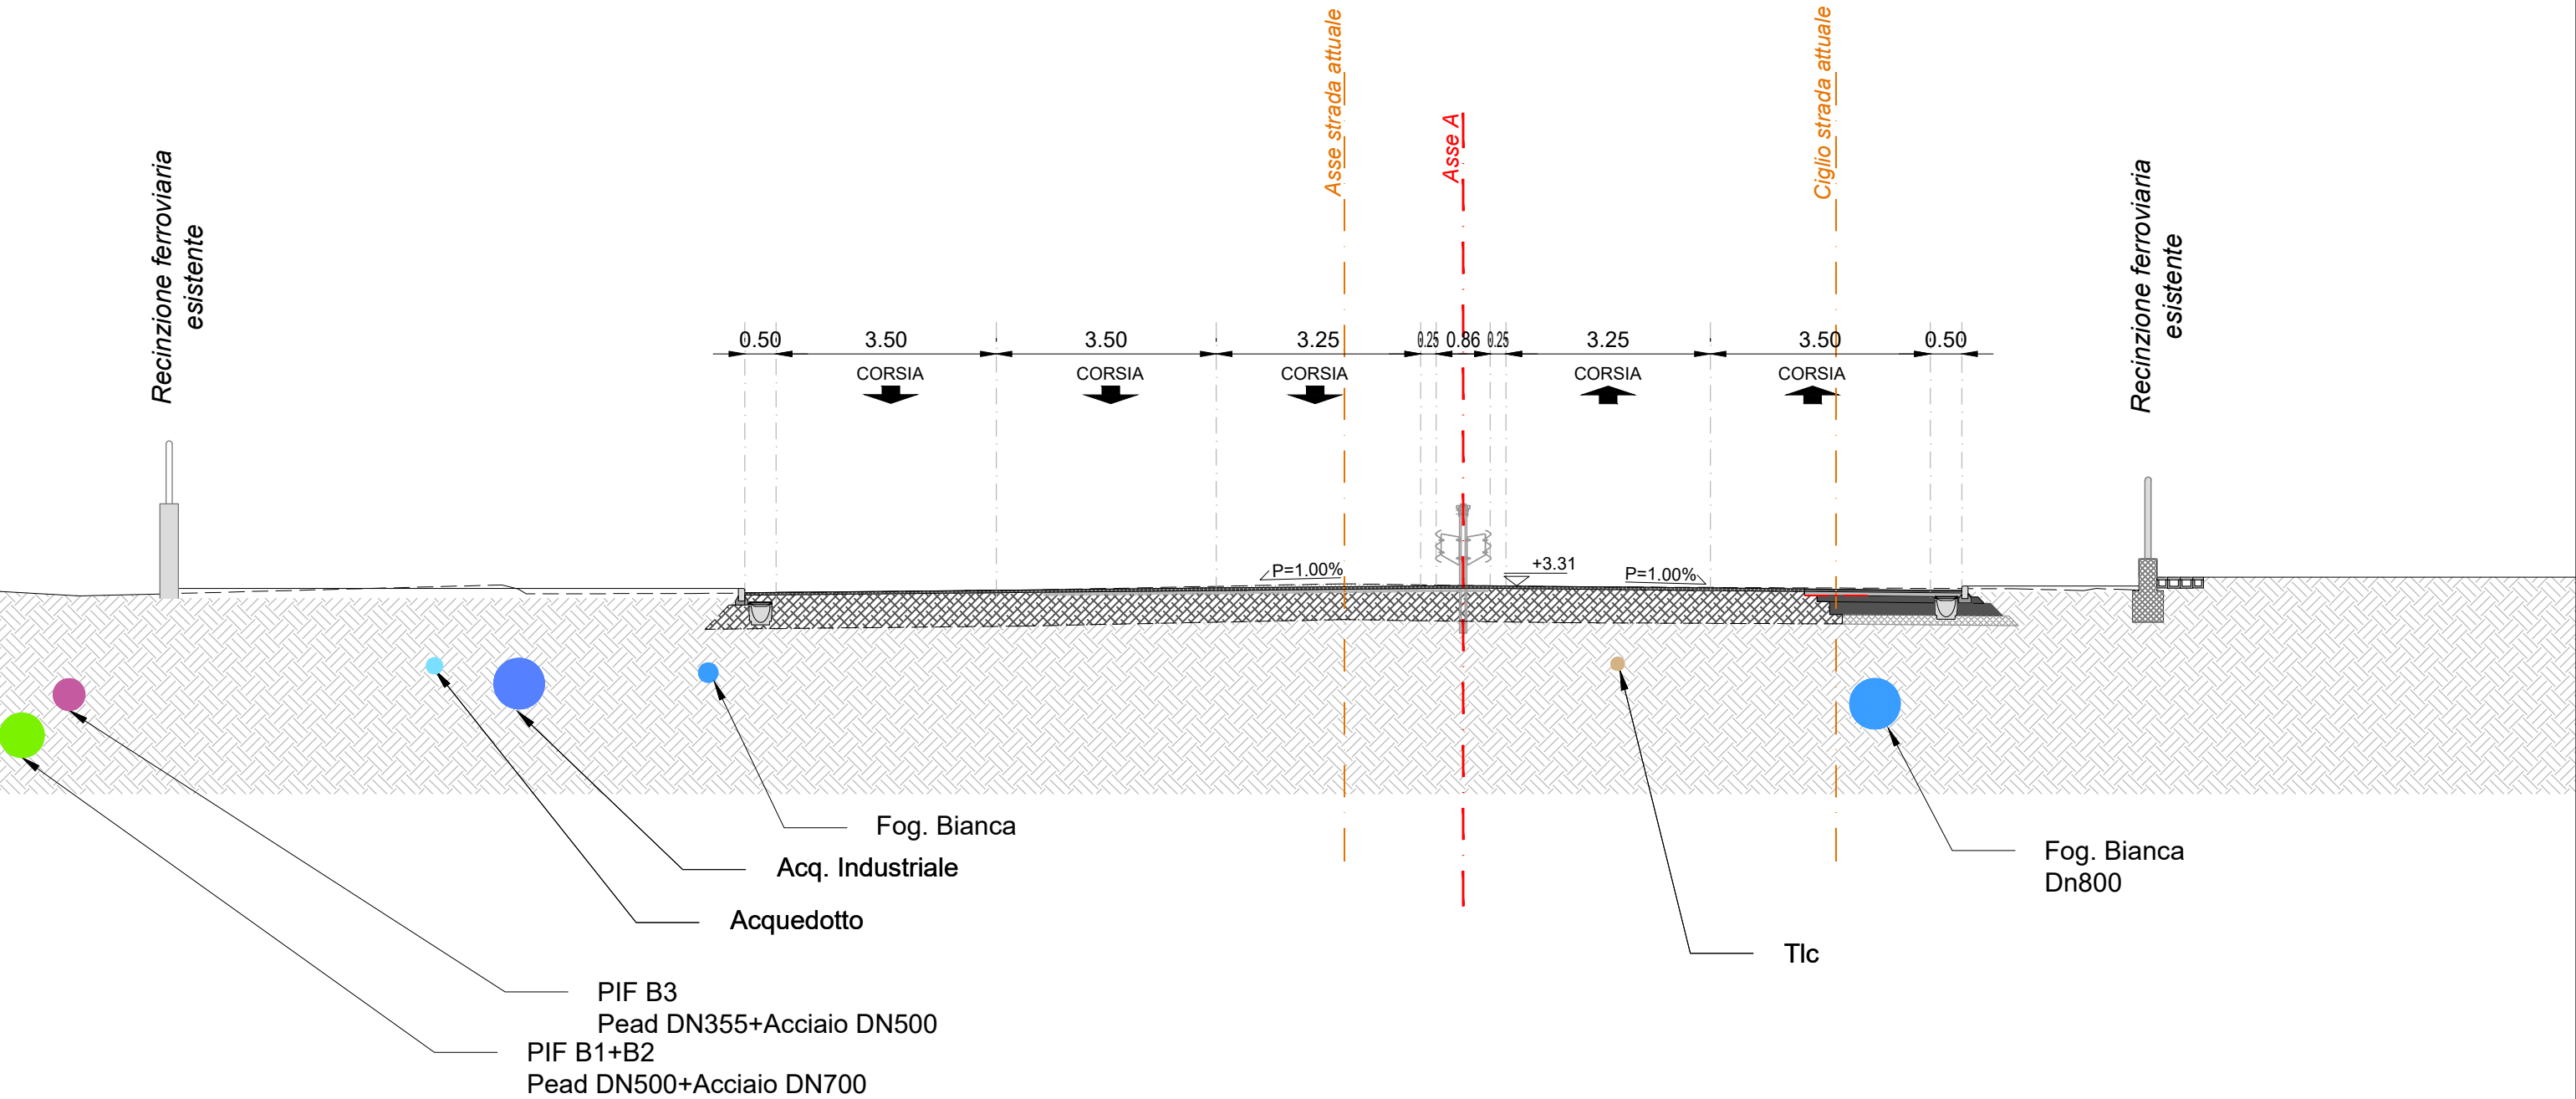 Asse strada attuale
Ciglio strada attuale
Asse A
Recinzione ferroviaria
esistente
Recinzione ferroviaria
esistente
0.50 3.50 3.50 3.25 0.25 0.86 0.25 3.25 3.50 0.50
CORSIA CORSIA CORSIA CORSIA CORSIA
P=1.00% +3.31 P=1.00%
Fog. Bianca
Acq. Industriale
Acquedotto
PIF B3
Pead DN355+Acciaio DN500
PIF B1+B2
Pead DN500+Acciaio DN700
Tlc
Fog. Bianca
Dn800